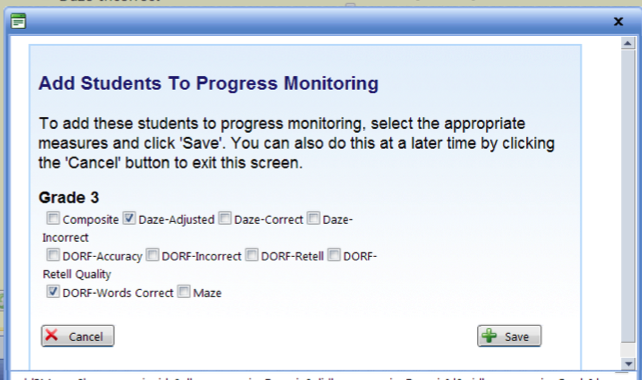 x
Add Students To Progress Monitoring
To add these students to progress monitoring, select the appropriate
measures and click 'Save'. You can also do this at a later time by clicking
the 'Cancel' button to exit this screen.
Grade 3
Composite Daze-Adjusted Daze-Correct Daze-
Incorrect
DORF-Accuracy DORF-Incorrect DORF-Retell DORF-
Retell Quality
DORF-Words Correct Maze
Cancel Save